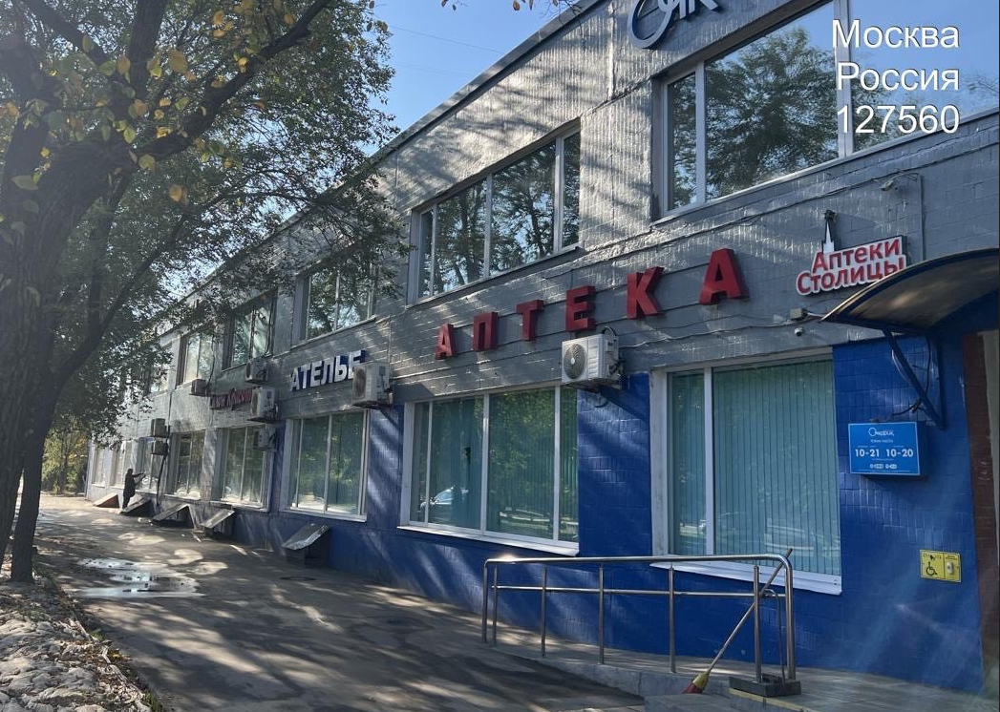 Москва
Россия
127560
Аптеки
Столицы
АПТЕКА
АТЕЛЬЕ
10-21 10-20